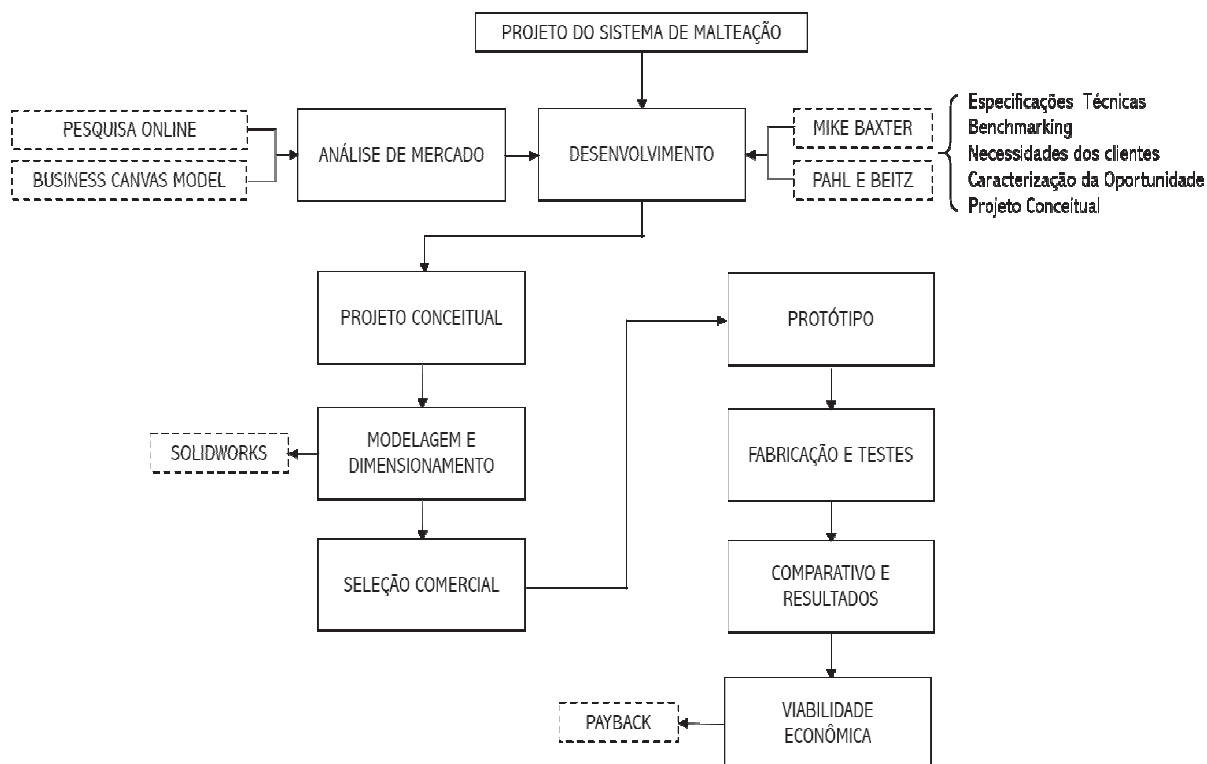 PROJETO DO SISTEMA DE MALTEAÇÃO
PESQUISA ONLINE
BUSINESS CANVAS MODEL
ANÁLISE DE MERCADO
DESENVOLVIMENTO
MIKE BAXTER
PAHL E BEITZ
Especificações Técnicas
Benchmarking
Necessidades dos clientes
Caracterização da Oportunidade
Projeto Conceitual
PROJETO CONCEITUAL
MODELAGEM E
DIMENSIONAMENTO
SOLIDWORKS
SELEÇÃO COMERCIAL
PROTÓTIPO
FABRICAÇÃO E TESTES
COMPARATIVO E
RESULTADOS
VIABILIDADE
ECONÔMICA
PAYBACK